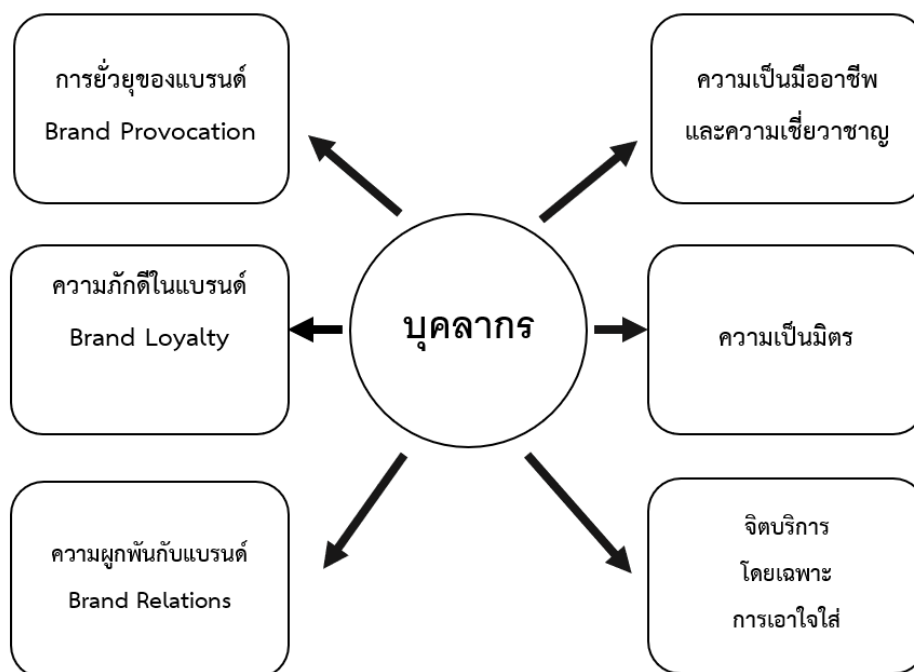 การยั่วยุของแบรนด์
Brand Provocation
ความเป็นมืออาชีพ
และความเชี่ยวาชาญ
ความภักดีในแบรนด์
Brand Loyalty
บุคลากร
ความเป็นมิตร
ความผูกพันกับแบรนด์
Brand Relations
จิตบริการ
โดยเฉพาะ
การเอาใจใส่